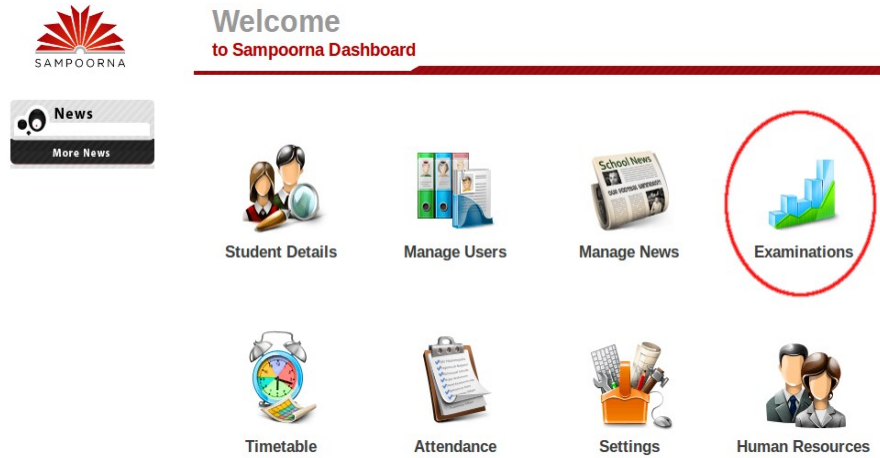 SAMPOORNA
Welcome
to Sampoorna Dashboard
News
More News
School News
Student Details
Manage Users
Manage News
Examinations
Timetable
Attendance
Settings
Human Resources